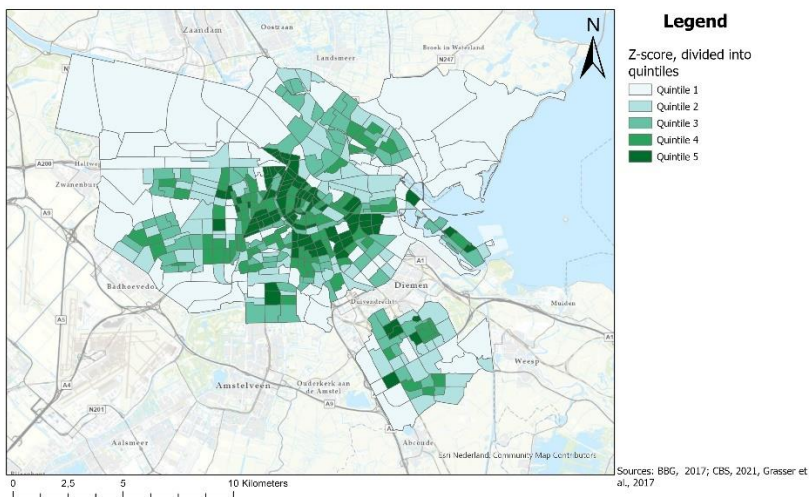 Zaandam
Oostzaan
Landsmeer
Broek in Waterland
N247
N
A200
Halfweg
Zwanenburg
A9
Badhoevedorp
A5
A4
N201
Aalsmeer
Amstelveen
Ouderkerk aan
de Amstel
A9
Duivendrecht
Diemen
A1
Muiden
A1
Weesp
Abcoude
Esri Nederland, Community Map Contributors
0 2,5 5 10 Kilometers
Legend
Z-score, divided into
quintiles
Quintile 1
Quintile 2
Quintile 3
Quintile 4
Quintile 5
Sources: BBG, 2017; CBS, 2021, Grasser et
al., 2017